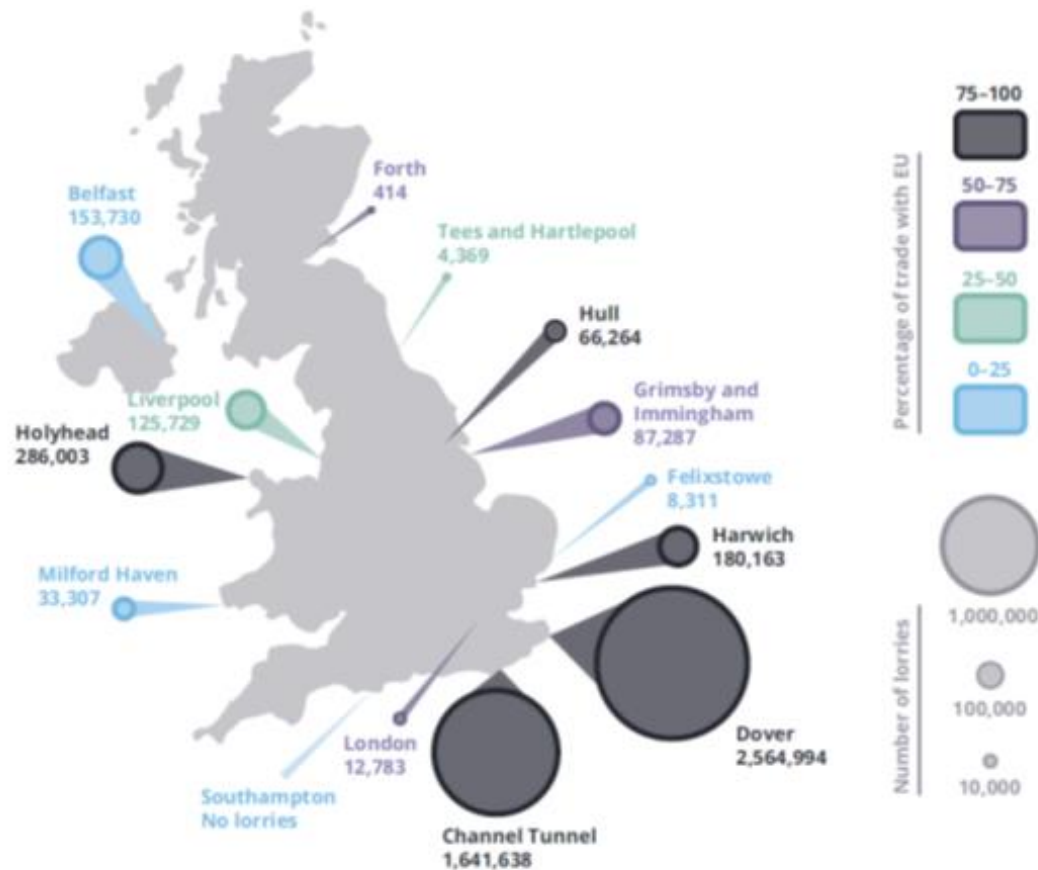 Forth
414
Belfast
153,730
Tees and Hartlepool
4,369
Hull
66,264
Liverpool
125,729
Grimsby and
Immingham
87,287
Holyhead
286,003
Felixstowe
8,311
Harwich
180,163
Milford Haven
33,307
Dover
2,564,994
London
12,783
Southampton
No lorries
Channel Tunnel
1,641,638
Percentage of trade with EU
75–100
50–75
25–50
0–25
Number of lorries
1,000,000
100,000
10,000